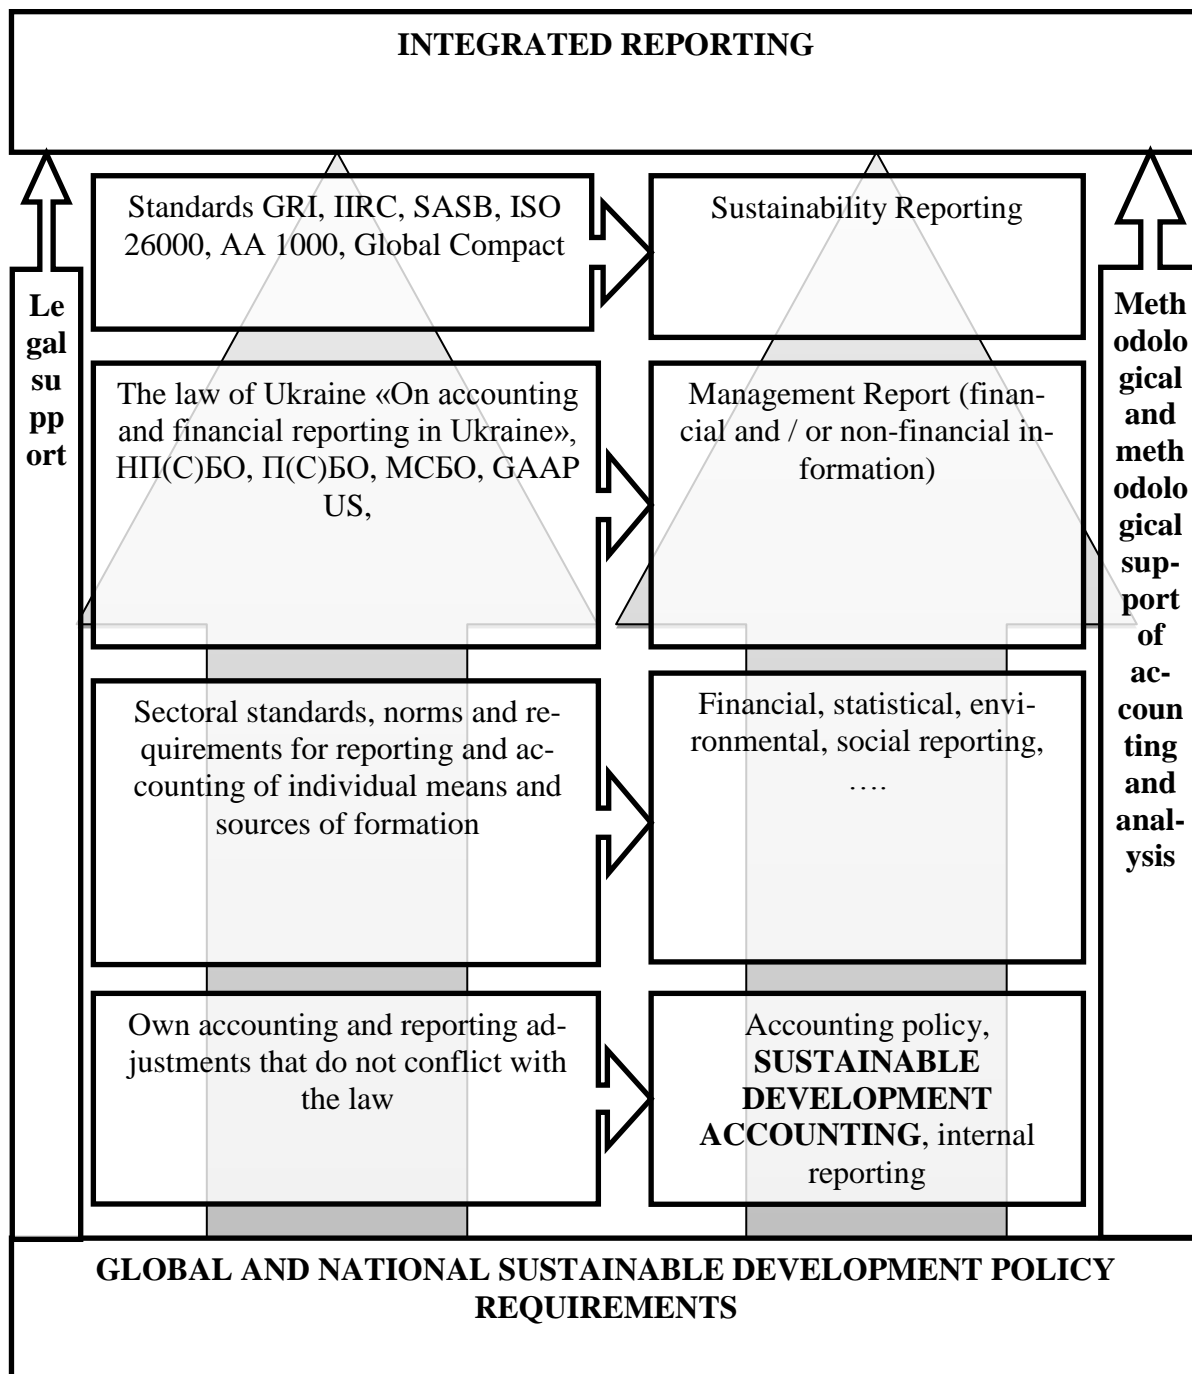 INTEGRATED REPORTING
Standards GRI, IIRC, SASB, ISO
26000, AA 1000, Global Compact
Sustainability Reporting
Le
gal
su
pp
ort
Meth
odolo
gical
and
meth
odolo
gical
sup-
port
of
ac-
coun
ting
and
anal-
ysis
The law of Ukraine «On accounting
and financial reporting in Ukraine»,
НП(С)БО, П(С)БО, МСБО, GAAP
US,
Management Report (finan-
cial and / or non-financial in-
formation)
Sectoral standards, norms and re-
quirements for reporting and ac-
counting of individual means and
sources of formation
Financial, statistical, envi-
ronmental, social reporting,
….
Own accounting and reporting ad-
justments that do not conflict with
the law
Accounting policy,
SUSTAINABLE
DEVELOPMENT
ACCOUNTING, internal
reporting
GLOBAL AND NATIONAL SUSTAINABLE DEVELOPMENT POLICY
REQUIREMENTS